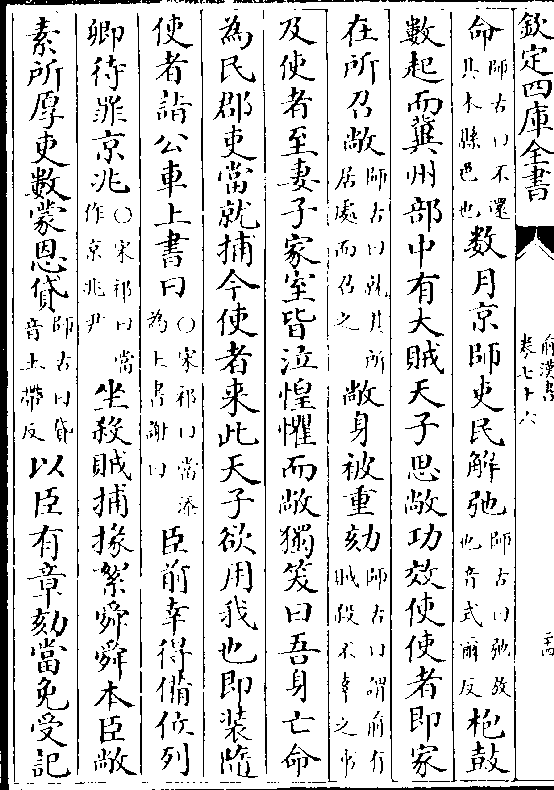 欽定四庫全書
前漢書
卷七十六
命師古曰不還其本縣邑也數月京師吏民解弛師古曰弛放也音式爾反枹鼓
數起而冀州部中有大賊天子思敞功效使使者即家
在所召敞師古曰就其所居處而召之敞身被重劾師古曰謂前有賊殺不辜之事
及使者至妻子家室皆泣惶懼而敞獨笑曰吾身亡命
為民郡吏當就捕今使者來此天子欲用我也即装隨
使者詣公車上書曰○宋祁曰當添為上書謝曰臣前幸得備位列
卿待罪京兆○宋祁曰當作京兆尹坐殺賊捕掾絮舜舜本臣敞
素所厚吏數蒙恩貸師古曰貸音土帶反以臣有章劾當免受記